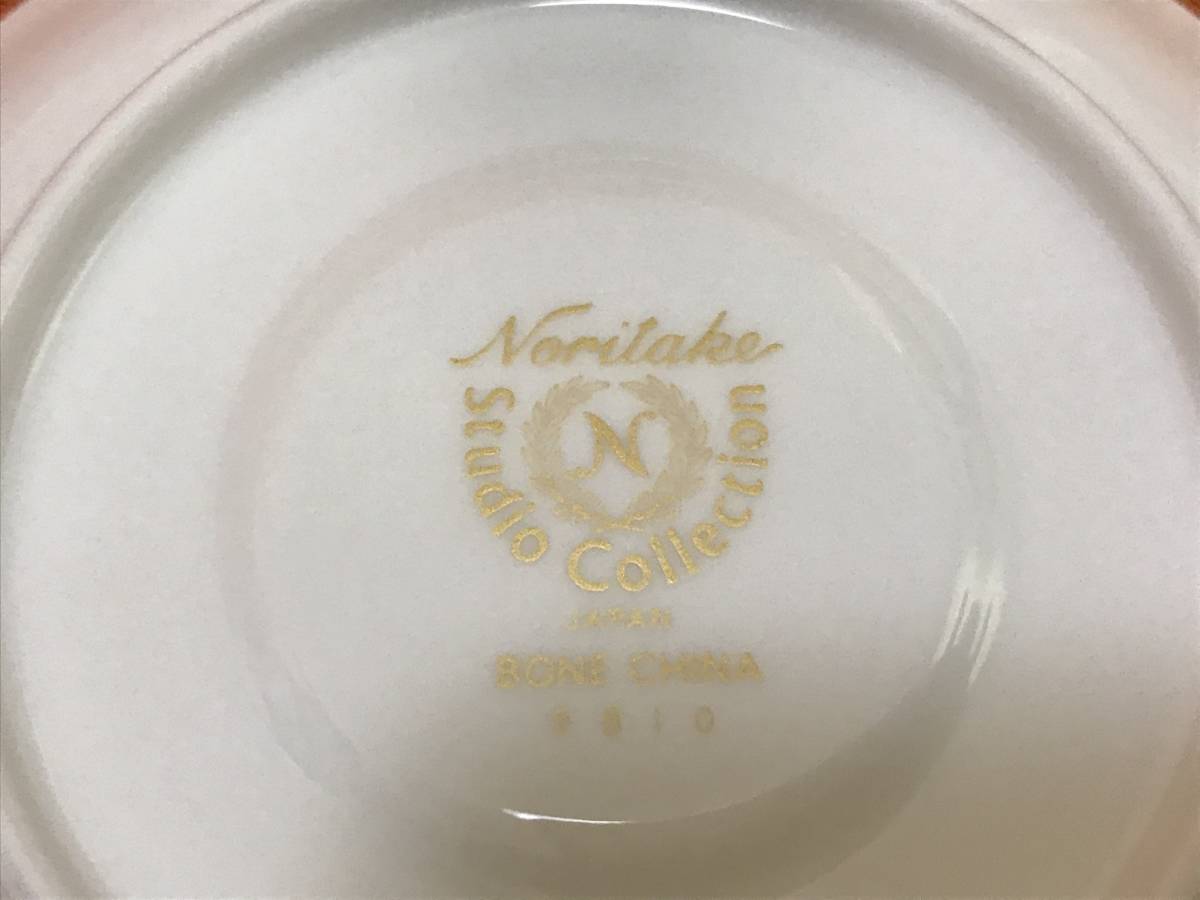 Noritake
N
Studio Collection
JAPAN
BONE CHINA